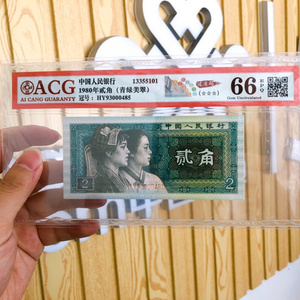 ACG
AI CANG GUARANTY
中国人民银行 13355101
1980年贰角（青绿美翠）
冠号：HY93000485
66 EPQ
Gem Uncirculated
中国人民银行
贰角
2 2